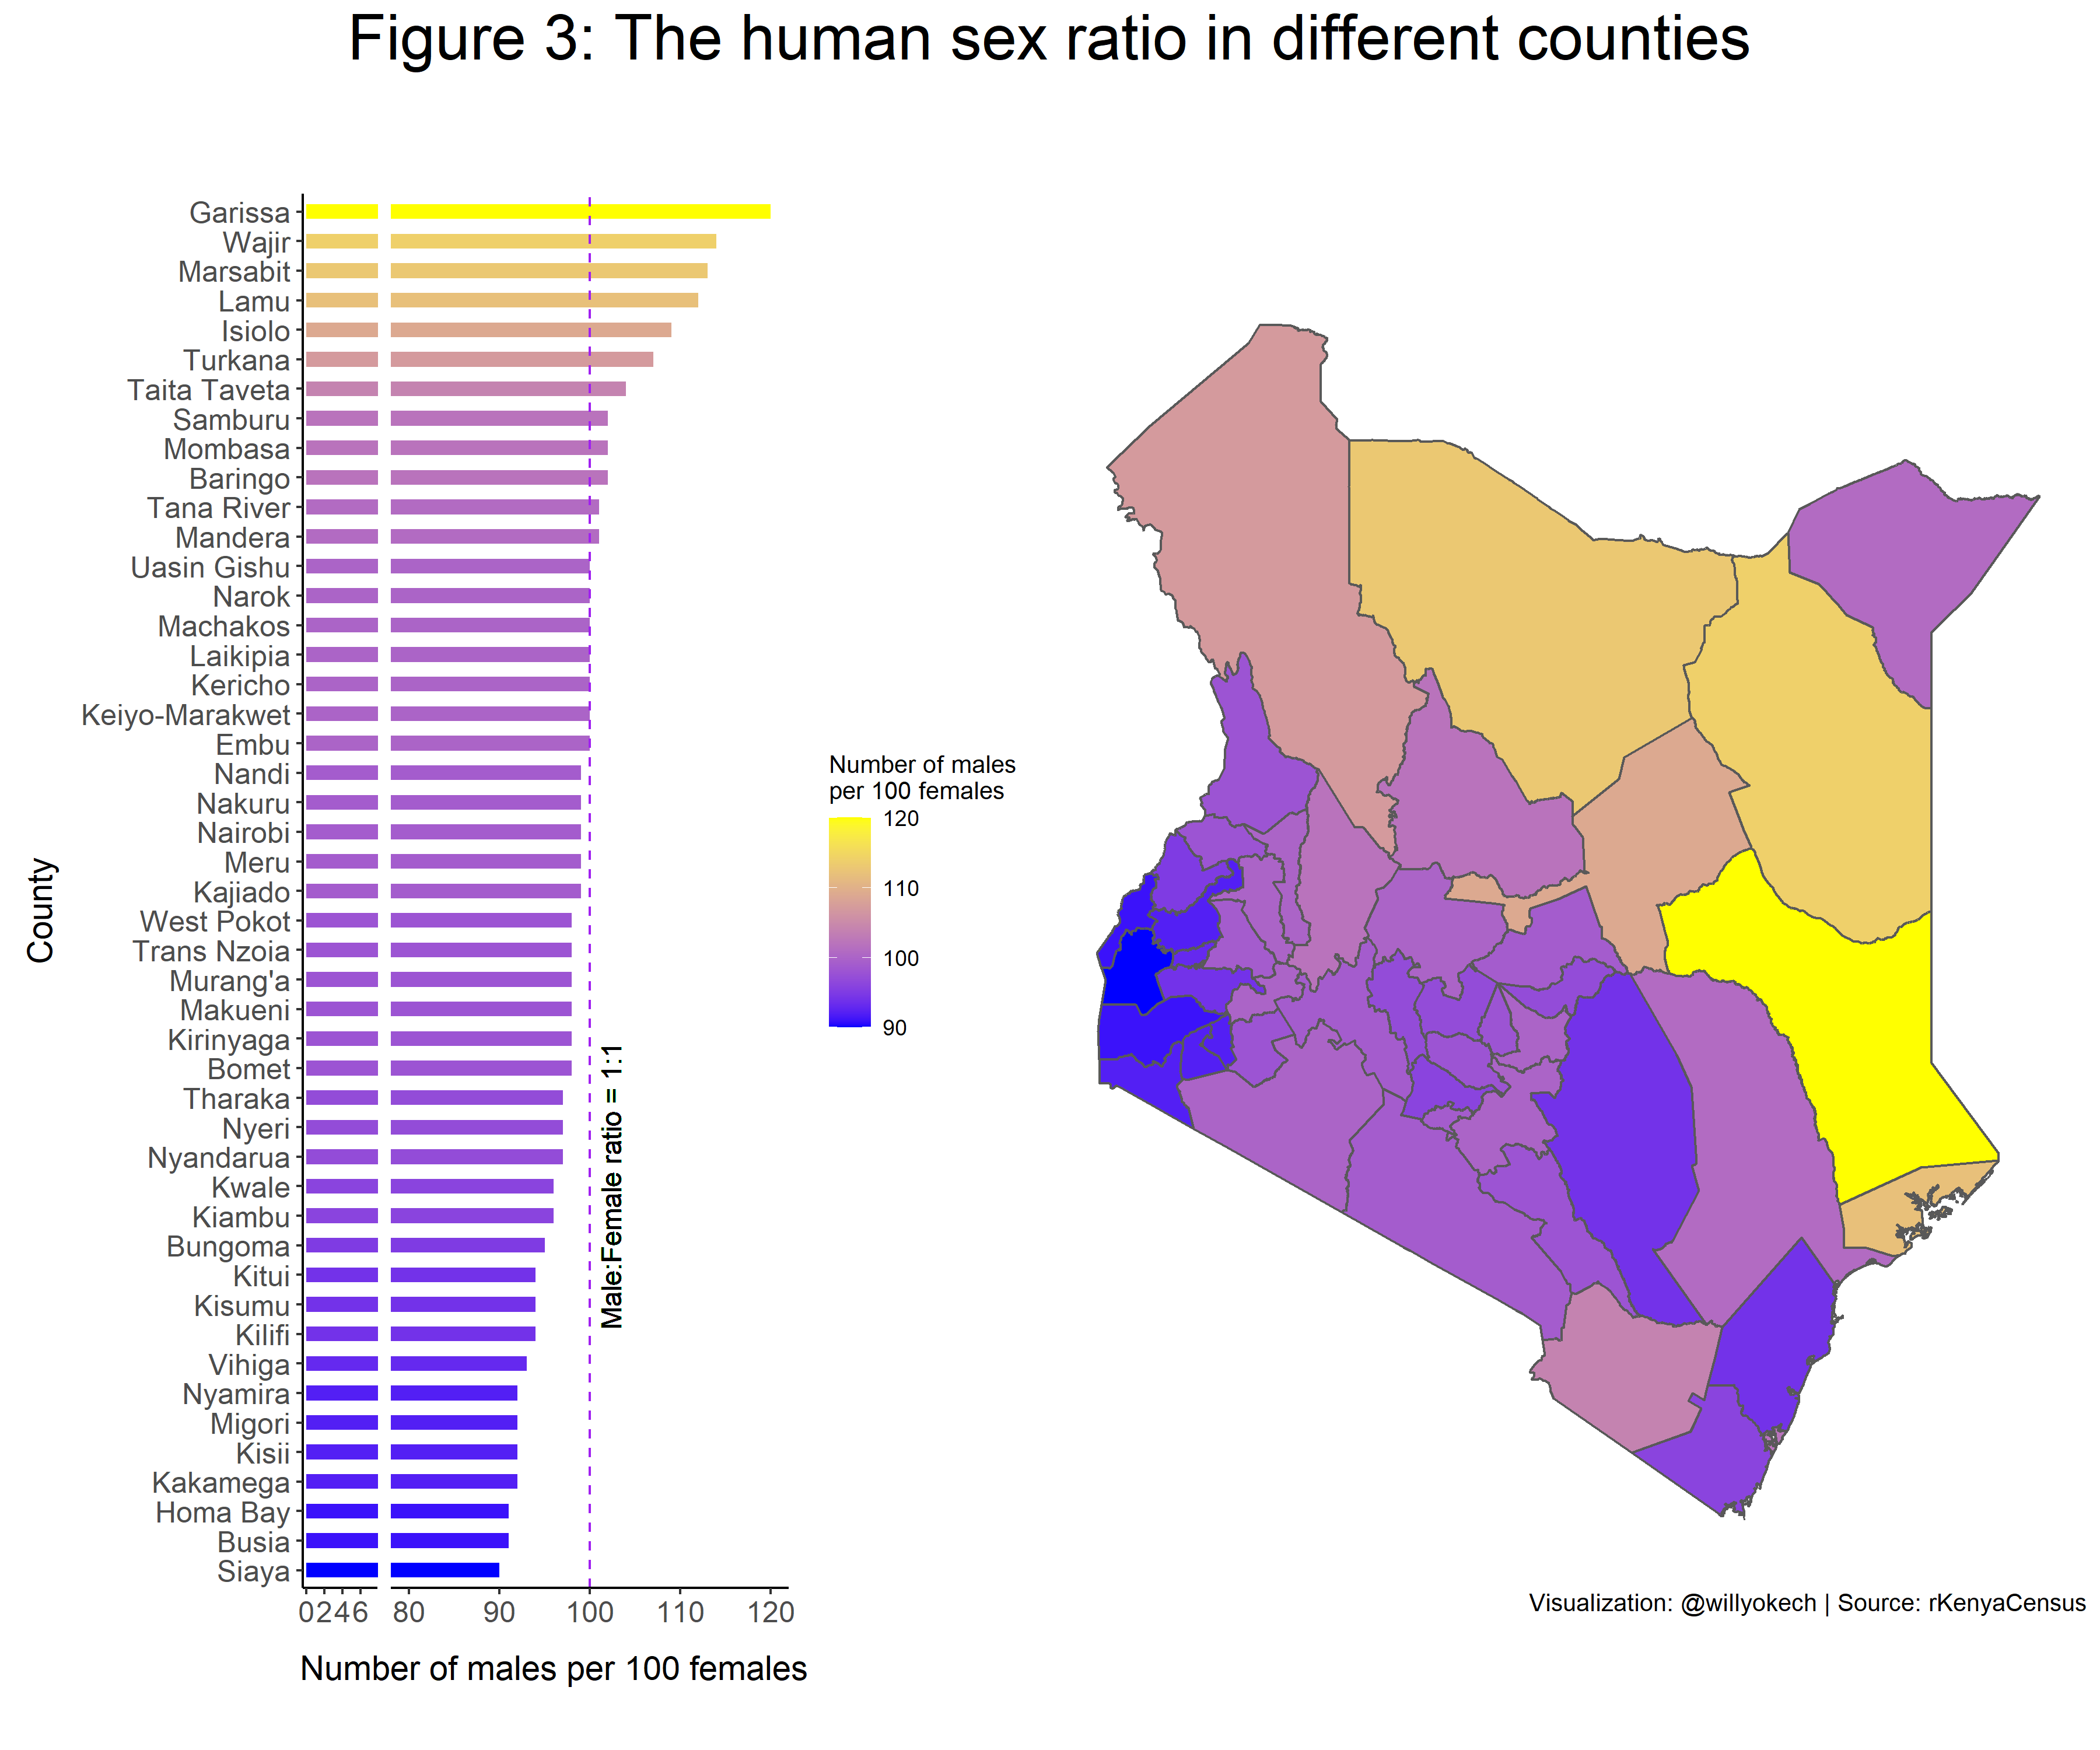 Figure 3: The human sex ratio in different counties
County
Garissa
Wajir
Marsabit
Lamu
Isiolo
Turkana
Taita Taveta
Samburu
Mombasa
Baringo
Tana River
Mandera
Uasin Gishu
Narok
Machakos
Laikipia
Kericho
Keiyo-Marakwet
Embu
Nandi
Nakuru
Nairobi
Meru
Kajiado
West Pokot
Trans Nzoia
Murang'a
Makueni
Kirinyaga
Bomet
Tharaka
Nyeri
Nyandarua
Kwale
Kiambu
Bungoma
Kitui
Kisumu
Kilifi
Vihiga
Nyamira
Migori
Kisii
Kakamega
Homa Bay
Busia
Siaya
0 2 4 6 80 90 100 110 120
Number of males per 100 females
Male:Female ratio = 1:1
Number of males
per 100 females
120
110
100
90
Visualization: @willyokech | Source: rKenyaCensus